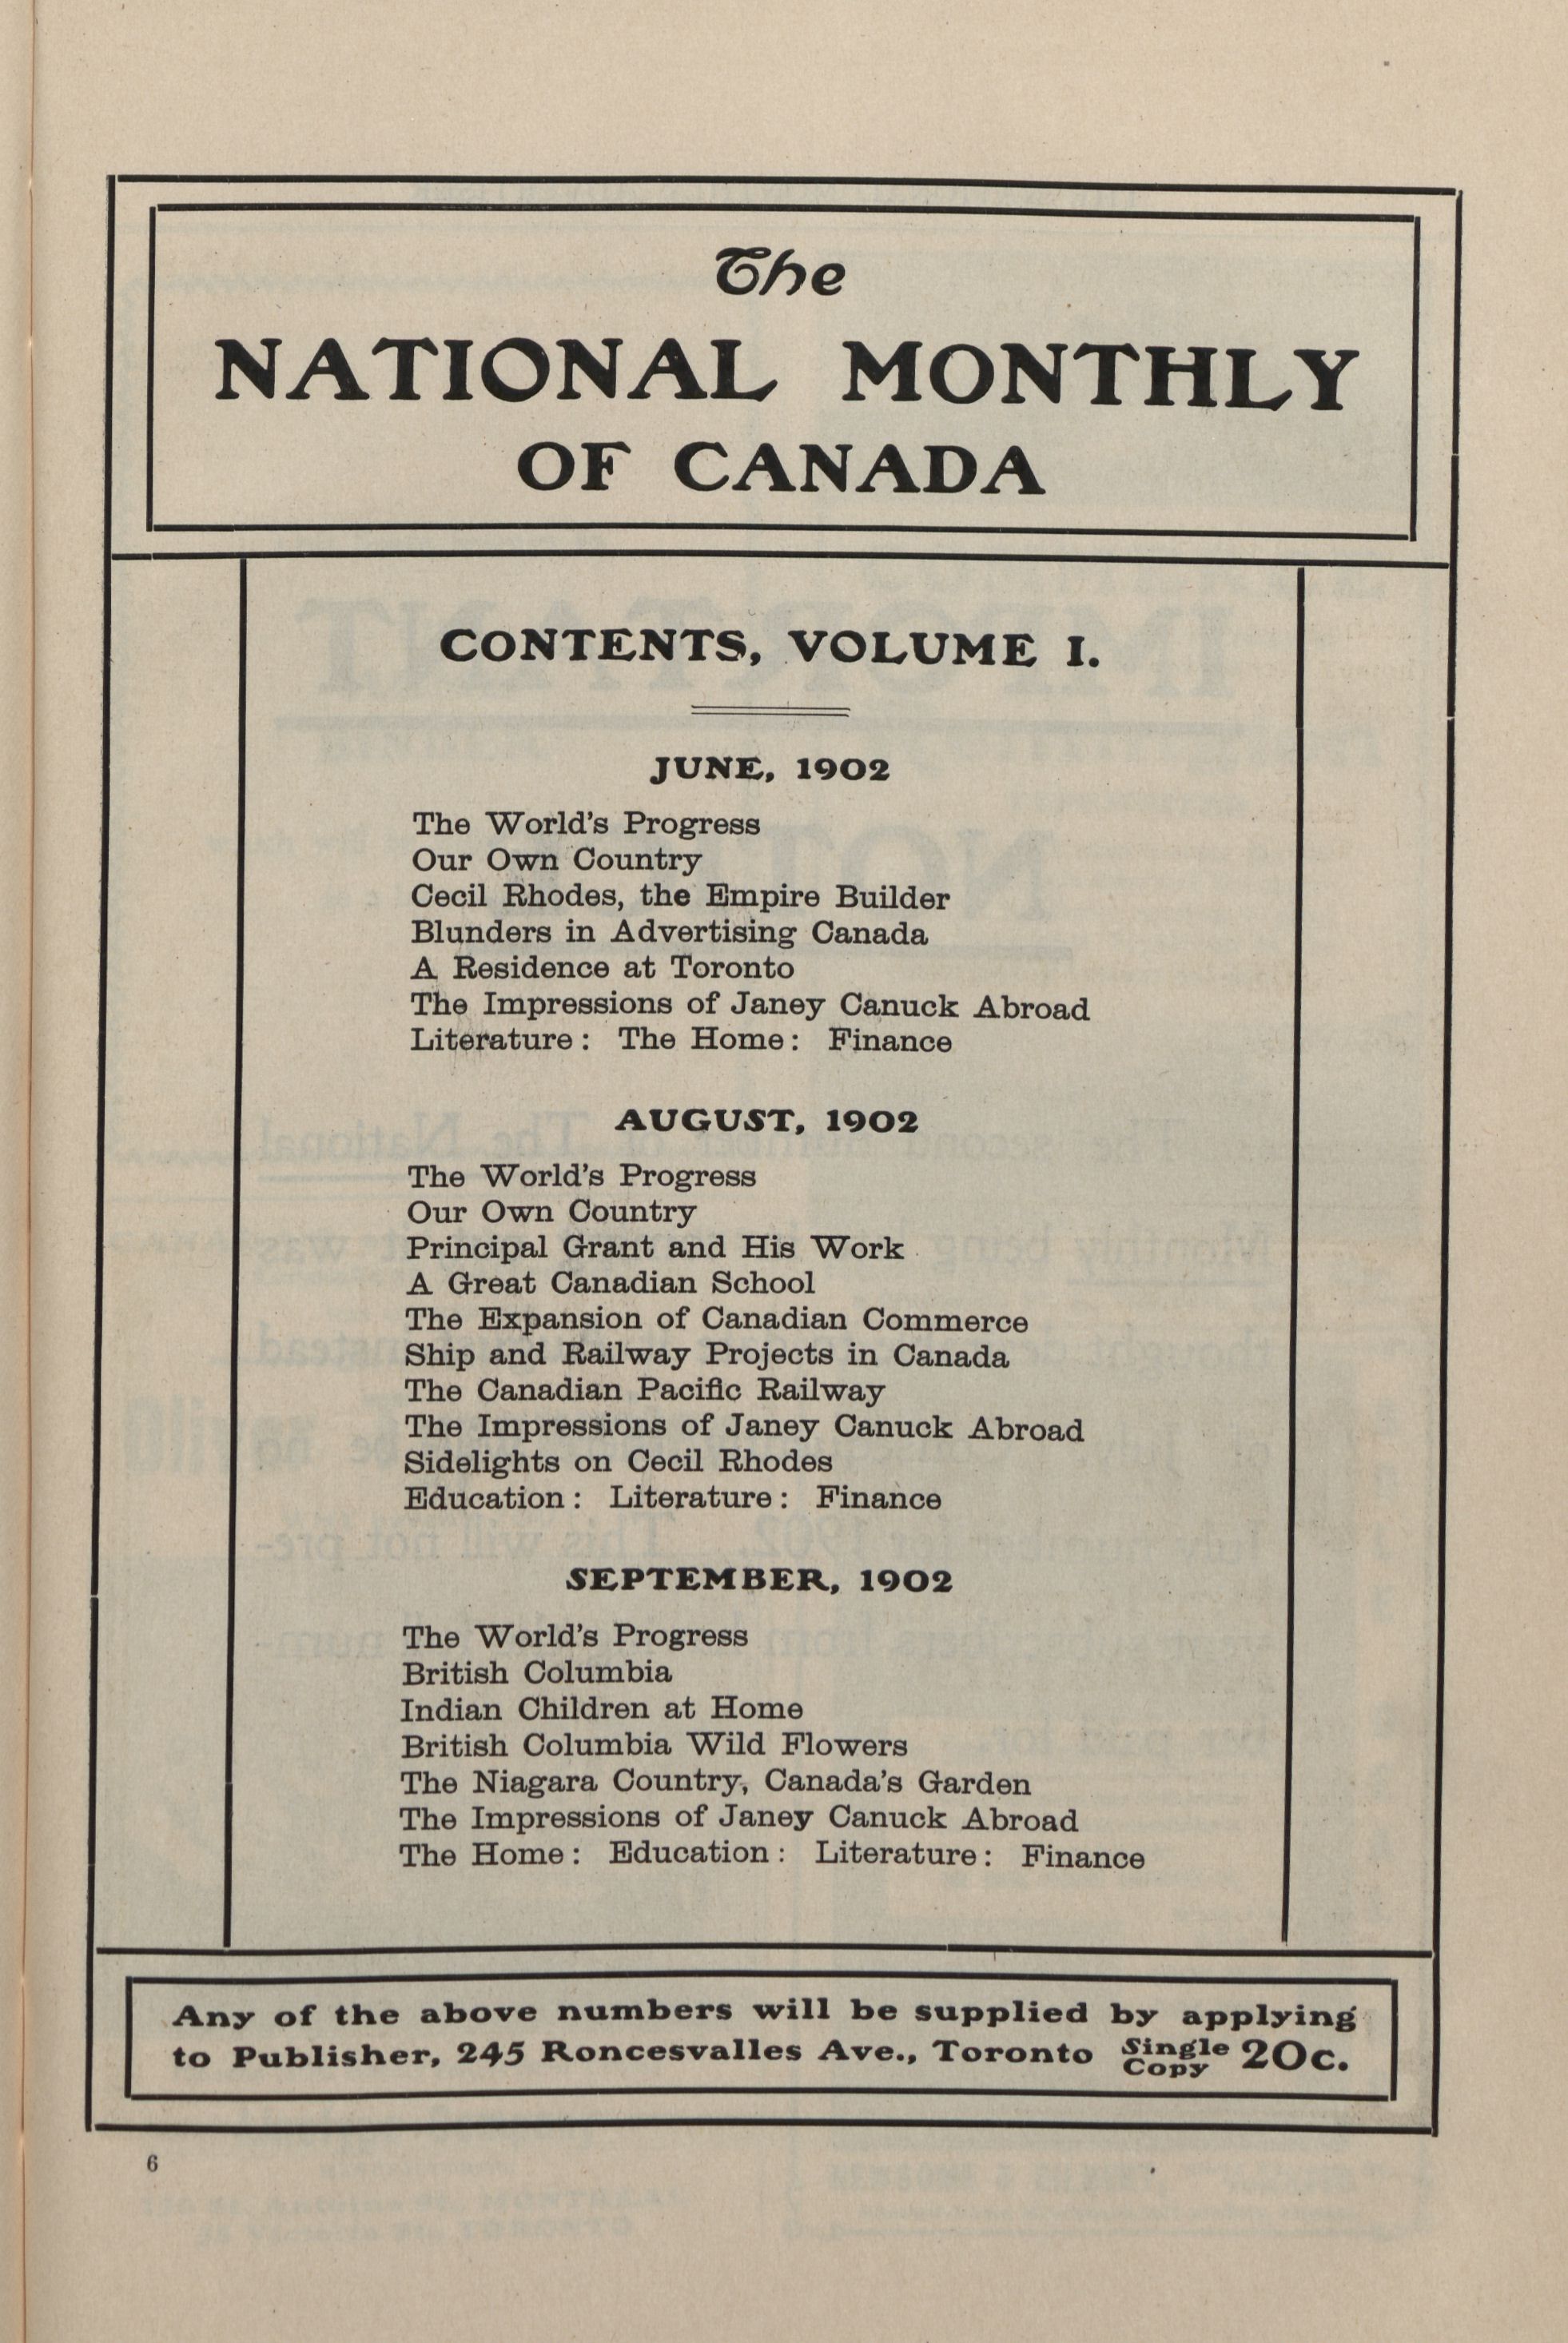 The
NATIONAL MONTHLY
OF CANADA
CONTENTS, VOLUME I.
JUNE, 1902
The World's Progress
Our Own Country
Cecil Rhodes, the Empire Builder
Blunders in Advertising Canada
A Residence at Toronto
The Impressions of Janey Canuck Abroad
Literature: The Home: Finance
AUGUST, 1902
The World's Progress
Our Own Country
Principal Grant and His Work
A Great Canadian School
The Expansion of Canadian Commerce
Ship and Railway Projects in Canada
The Canadian Pacific Railway
The Impressions of Janey Canuck Abroad
Sidelights on Cecil Rhodes
Education: Literature: Finance
SEPTEMBER, 1902
The World's Progress
British Columbia
Indian Children at Home
British Columbia Wild Flowers
The Niagara Country, Canada's Garden
The Impressions of Janey Canuck Abroad
The Home: Education: Literature: Finance
Any of the above numbers will be supplied by applying
to Publisher, 245 Roncesvalles Ave., Toronto Single Copy 20c.
6